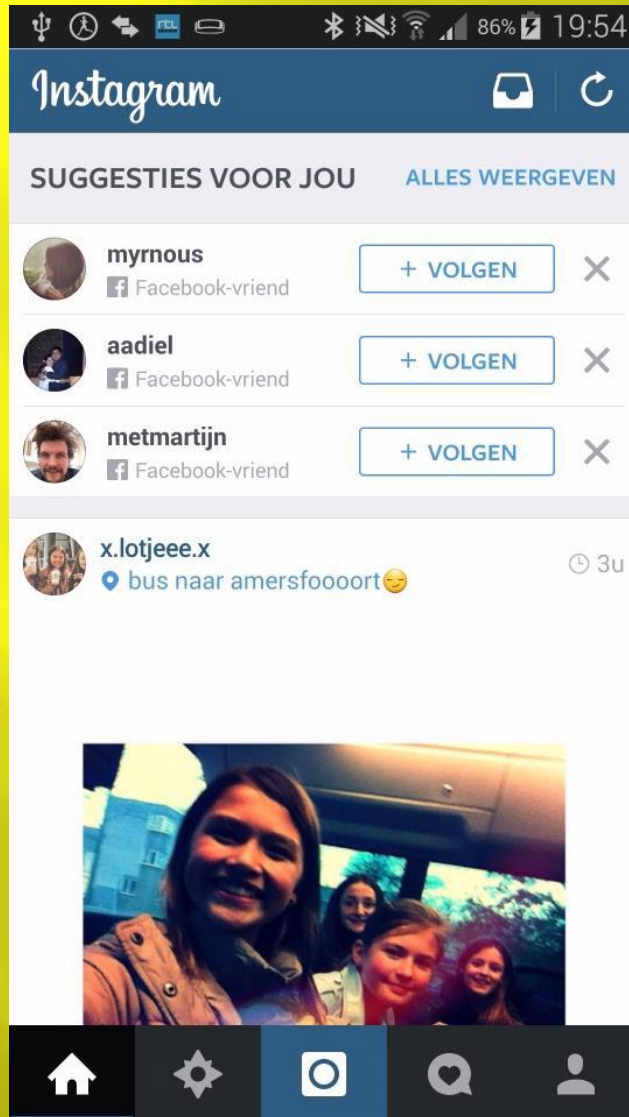 rtl
86% 19:54
Instagram
SUGGESTIES VOOR JOU ALLES WEERGEVEN
myrnous
Facebook-vriend
+ VOLGEN
aadiel
Facebook-vriend
+ VOLGEN
metmartijn
Facebook-vriend
+ VOLGEN
x.lotjeee.x
bus naar amersfoooort😏
3u